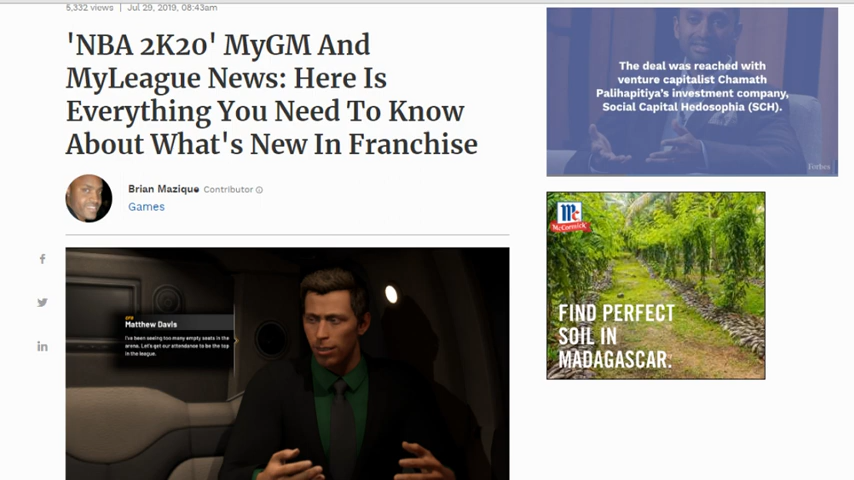 5,332 views | Jul 29, 2019, 08:43am
'NBA 2K20' MyGM And
MyLeague News: Here Is
Everything You Need To Know
About What's New In Franchise
Brian Mazique Contributor
Games
Matthew Davis
I've been seeing too many empty seats in the
arena. Let's get our attendance to be the top
in the league.
The deal was reached with
venture capitalist Chamath
Palihapitiya's investment company,
Social Capital Hedosophia (SCH).
Forbes
Mc
McCormick
FIND PERFECT
SOIL IN
MADAGASCAR.